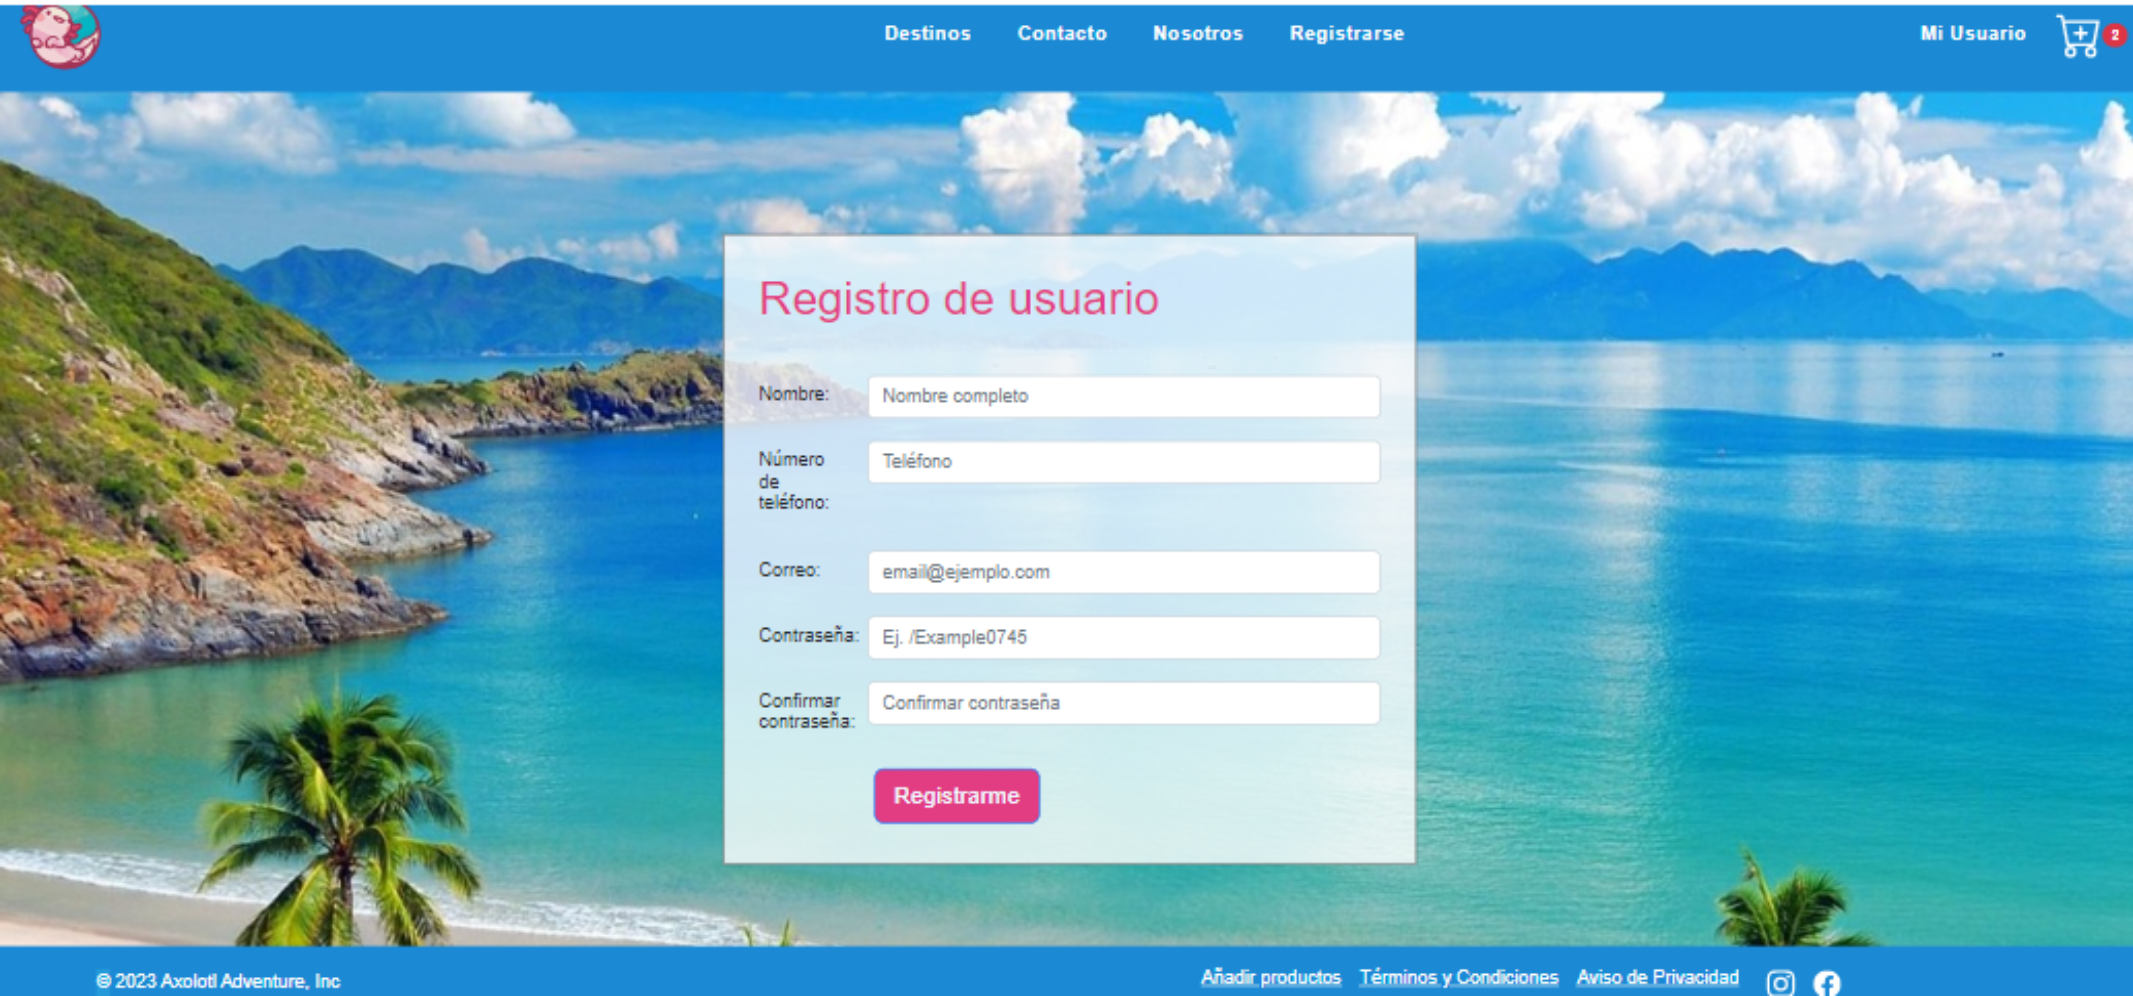 Destinos Contacto Nosotros Registrarse Mi Usuario 2
Registro de usuario
Nombre: Nombre completo
Número de teléfono: Teléfono
Correo: email@ejemplo.com
Contraseña: Ej. /Example0745
Confirmar contraseña: Confirmar contraseña
Registrarme
© 2023 Axolotl Adventure, Inc Añadir productos Términos y Condiciones Aviso de Privacidad